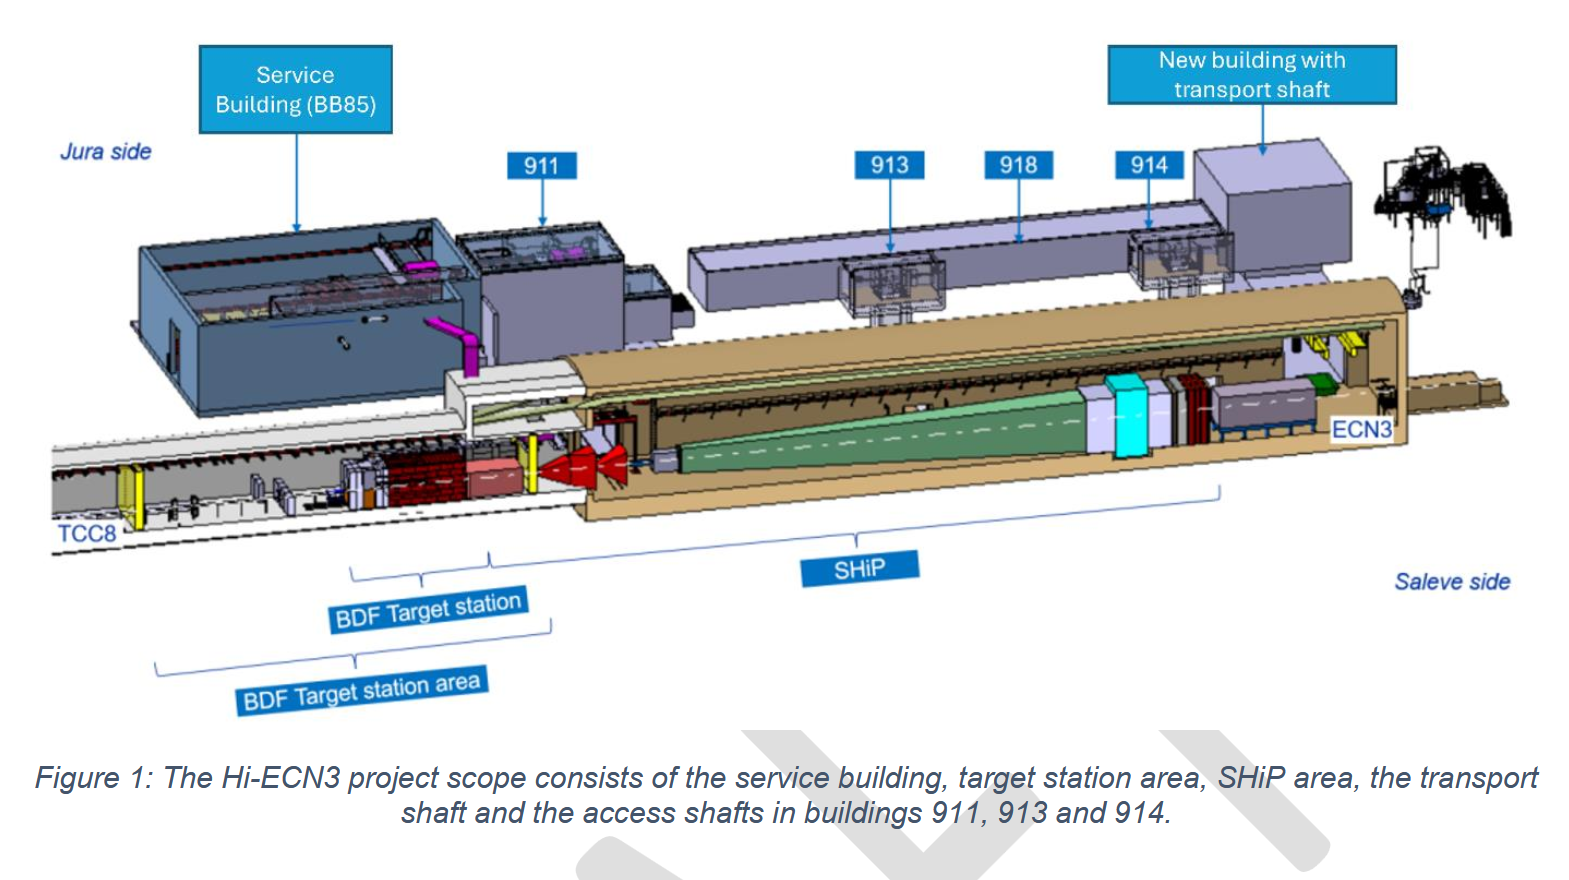 Service
Building (BB85)
New building with
transport shaft
Jura side
911
913
918
914
ECN3
TCC8
SHiP
BDF Target station
BDF Target station area
Saleve side
Figure 1: The Hi-ECN3 project scope consists of the service building, target station area, SHiP area, the transport
shaft and the access shafts in buildings 911, 913 and 914.